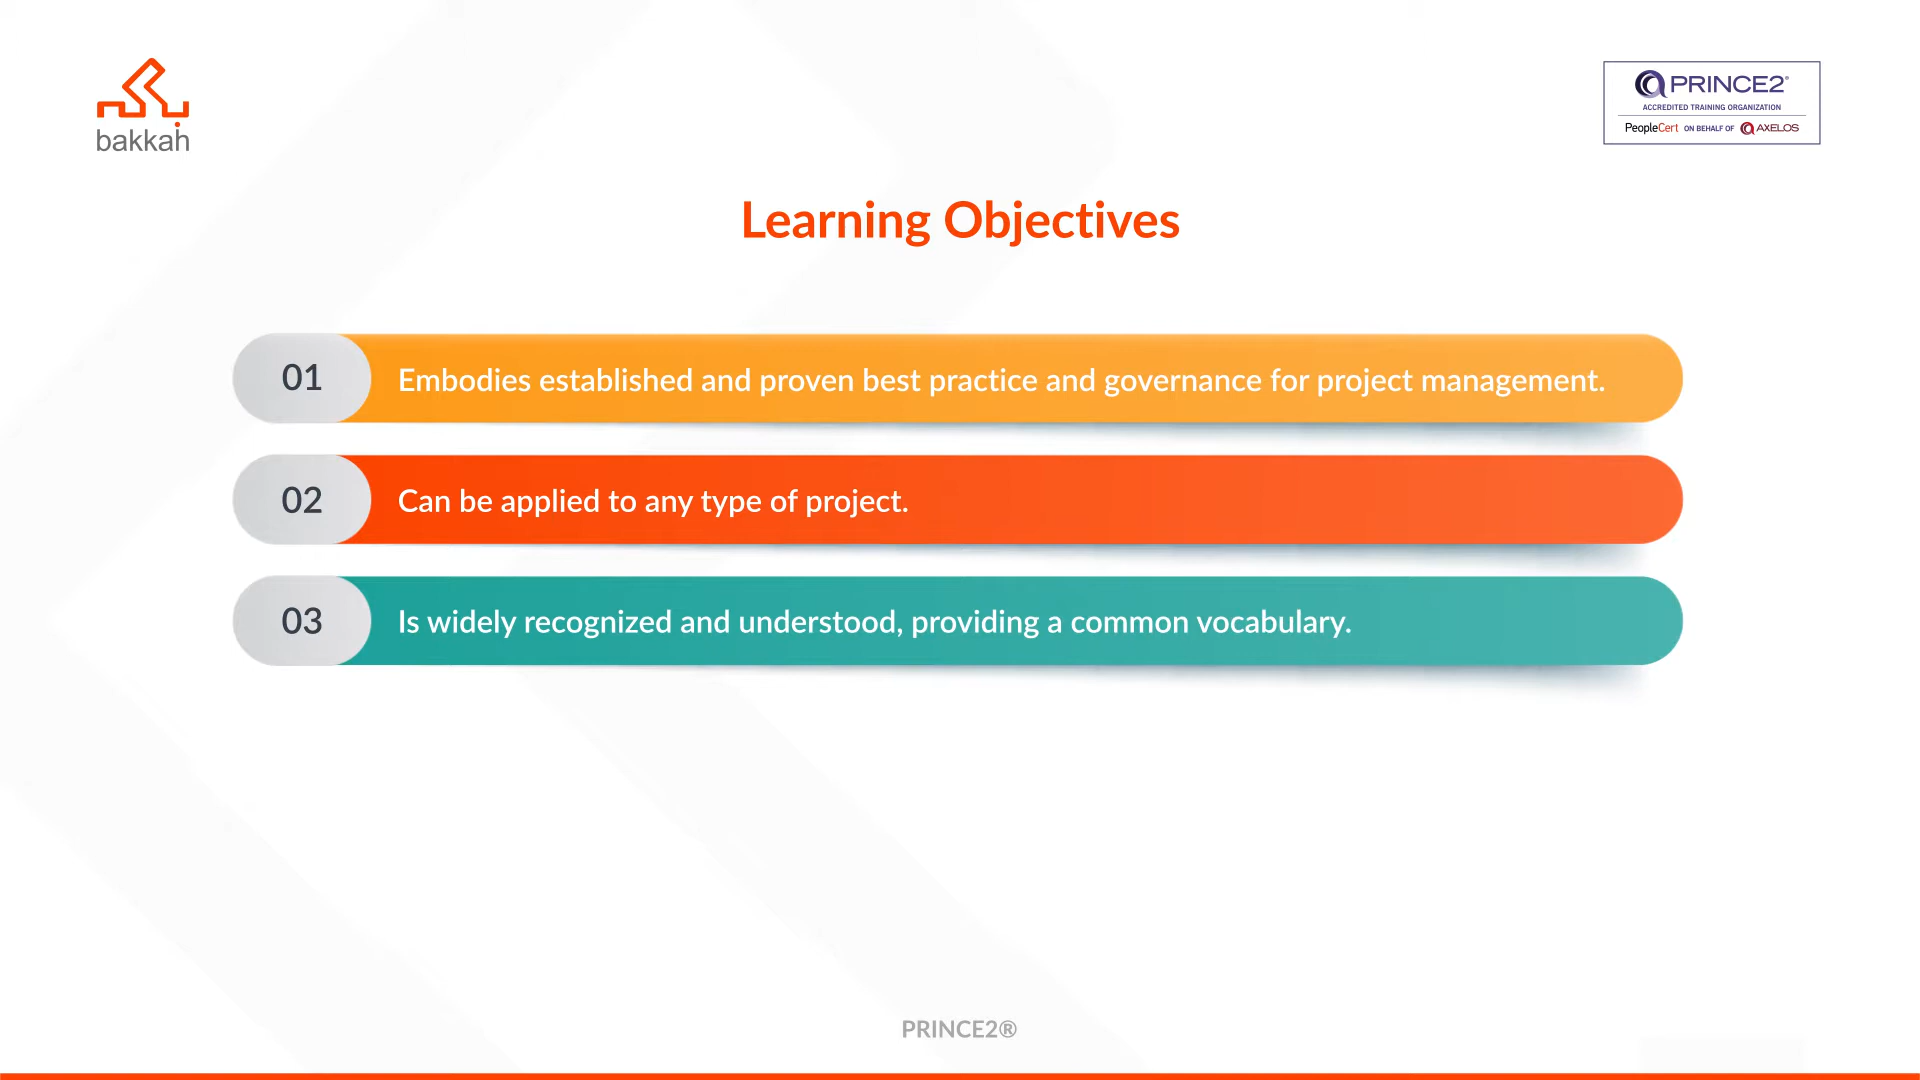 bakkah
PRINCE2®
ACCREDITED TRAINING ORGANIZATION
PeopleCert ON BEHALF OF AXELOS
Learning Objectives
01 Embodies established and proven best practice and governance for project management.
02 Can be applied to any type of project.
03 Is widely recognized and understood, providing a common vocabulary.
PRINCE2®